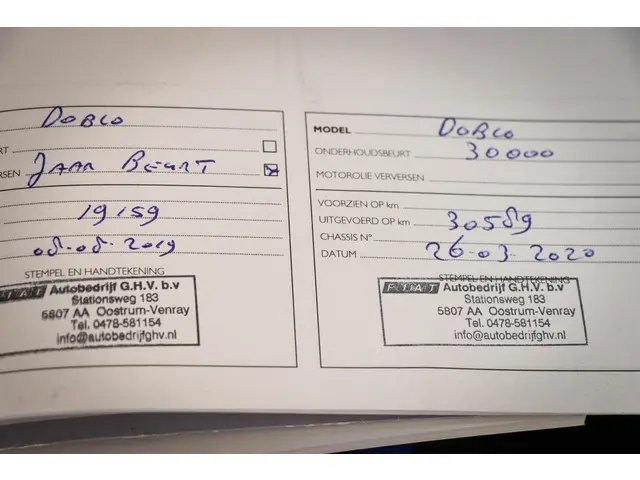 DOBLO
RT
RSEN JAAR BEURT
19159
08-05-2019
STEMPEL EN HANDTEKENING
FIAT Autobedrijf G.H.V. b.v
Stationsweg 183
5807 AA Oostrum-Venray
Tel. 0478-581154
info@autobedrijfghv.nl
MODEL DOBLO
ONDERHOUDSBEURT 30000
MOTOROLIE VERVERSEN
VOORZIEN OP km
UITGEVOERD OP km 30589
CHASSIS N°
DATUM 26-03-2020
STEMPEL EN HANDTEKENING
FIAT Autobedrijf G.H.V. b.v
Stationsweg 183
5807 AA Oostrum-Venray
Tel. 0478-581154
info@autobedrijfghv.nl